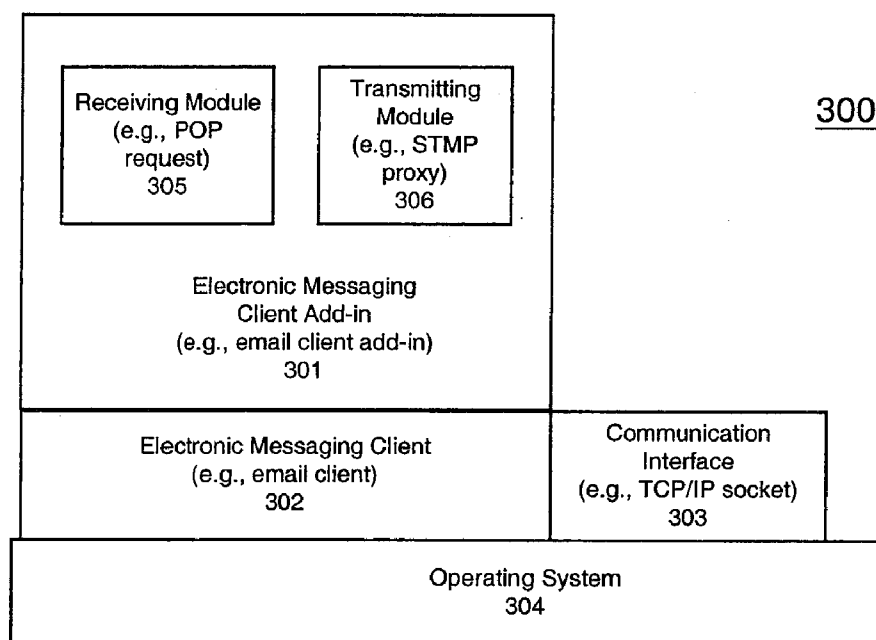 Receiving Module
(e.g., POP
request)
305
Transmitting
Module
(e.g., STMP
proxy)
306
300
Electronic Messaging
Client Add-in
(e.g., email client add-in)
301
Electronic Messaging Client
(e.g., email client)
302
Communication
Interface
(e.g., TCP/IP socket)
303
Operating System
304